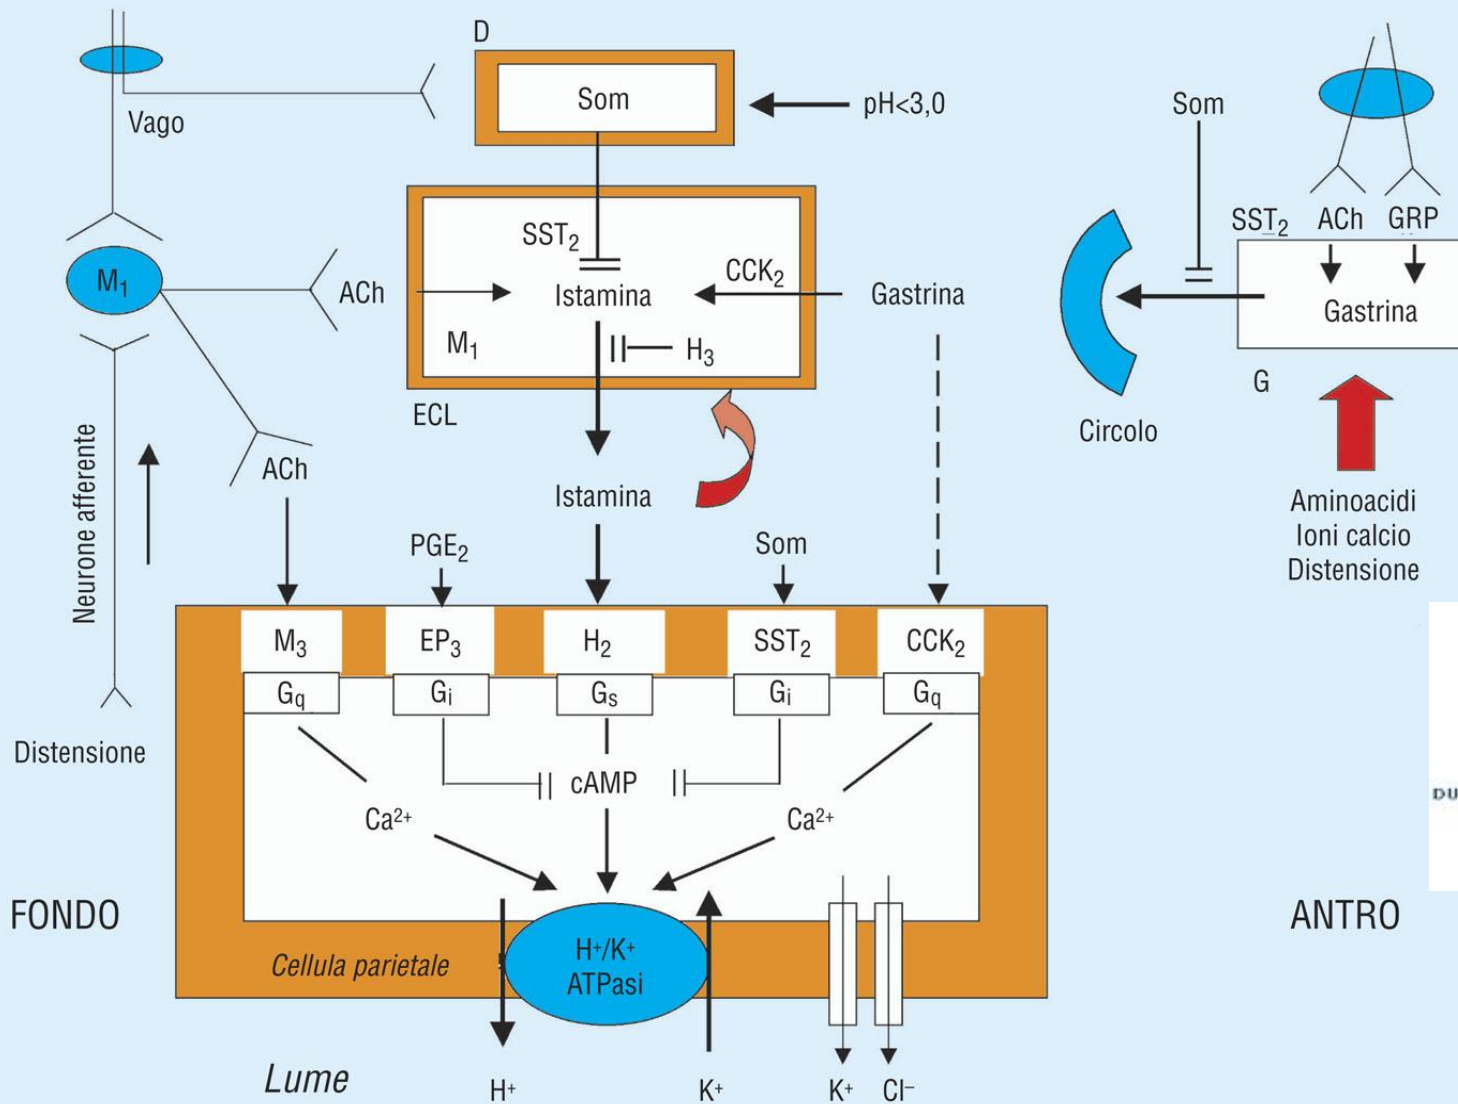 D
Som
pH<3,0
Vago
Som
SST₂
ACh
GRP
SST₂
CCK₂
M₁
ACh
Istamina
Gastrina
Gastrina
M₁
H₃
G
ECL
Circolo
Neurone afferente
ACh
Istamina
Aminoacidi
Ioni calcio
Distensione
PGE₂
Som
M₃
EP₃
H₂
SST₂
CCK₂
Gq
Gi
Gs
Gi
Gq
Distensione
cAMP
Ca²⁺
Ca²⁺
DU
FONDO
ANTRO
Cellula parietale
H⁺/K⁺
ATPasi
Lume
H⁺
K⁺
K⁺
Cl⁻